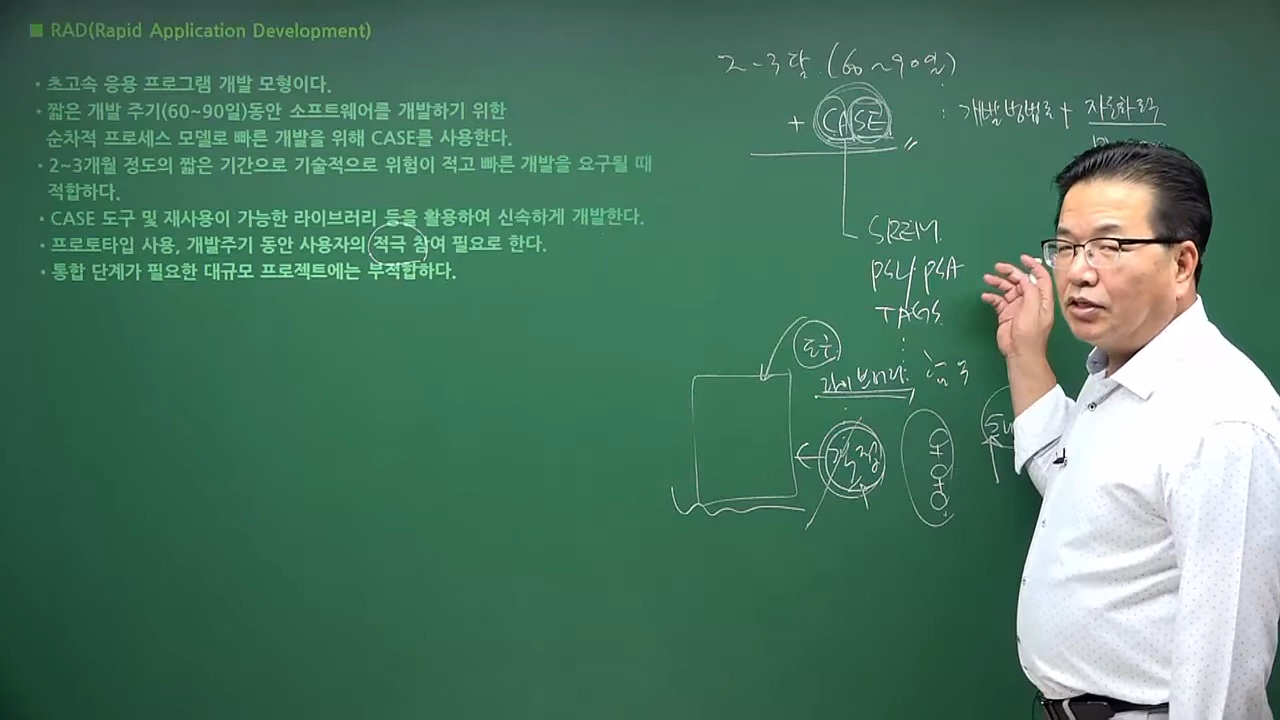 ■ RAD(Rapid Application Development)
• 초고속 응용 프로그램 개발 모형이다.
• 짧은 개발 주기(60~90일)동안 소프트웨어를 개발하기 위한
순차적 프로세스 모델로 빠른 개발을 위해 CASE를 사용한다.
• 2~3개월 정도의 짧은 기간으로 기술적으로 위험이 적고 빠른 개발을 요구될 때
적합하다.
• CASE 도구 및 재사용이 가능한 라이브러리 등을 활용하여 신속하게 개발한다.
• 프로토타입 사용, 개발주기 동안 사용자의 적극 참여 필요로 한다.
• 통합 단계가 필요한 대규모 프로젝트에는 부적합하다.
2-3달 (60~90일)
+ CASE : 개발방법론 + 자동화
SREM
PSL/PSA
TAGS
도구
라이브러리